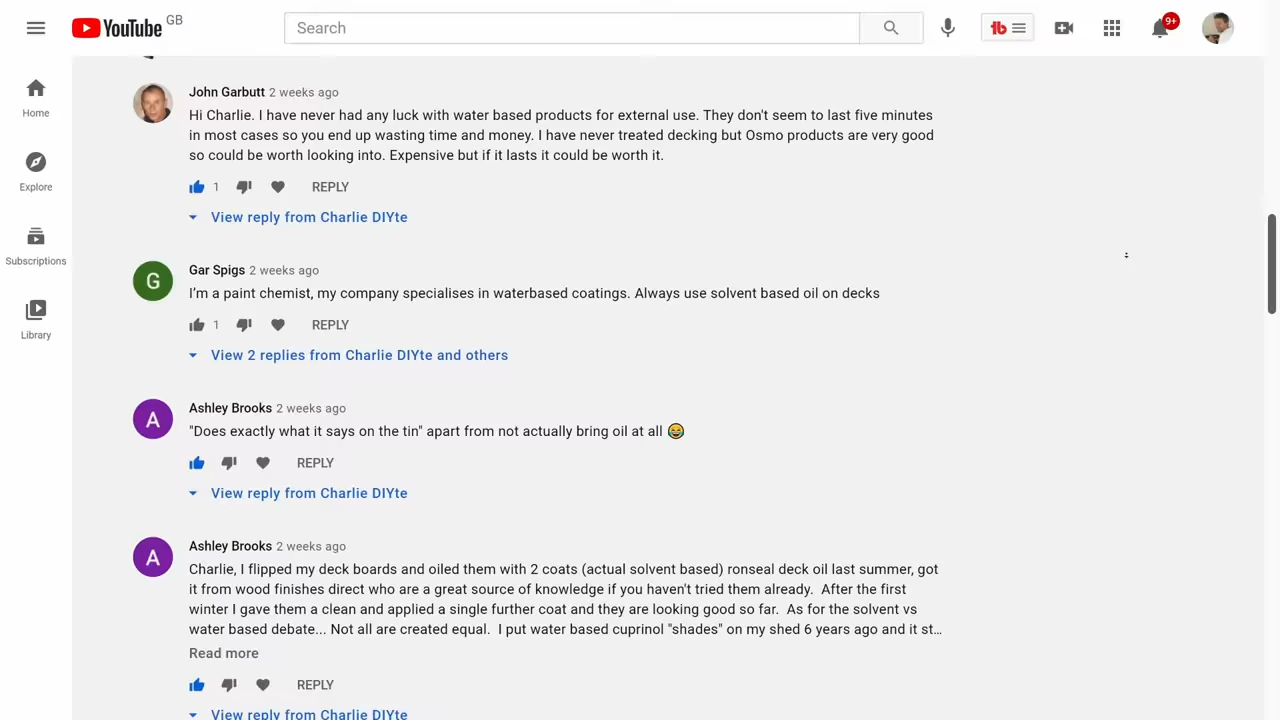 YouTube GB
Search
9+
Home
Explore
Subscriptions
Library
John Garbutt 2 weeks ago
Hi Charlie. I have never had any luck with water based products for external use. They don't seem to last five minutes
in most cases so you end up wasting time and money. I have never treated decking but Osmo products are very good
so could be worth looking into. Expensive but if it lasts it could be worth it.
1 REPLY
View reply from Charlie DIYte
G
Gar Spigs 2 weeks ago
I'm a paint chemist, my company specialises in waterbased coatings. Always use solvent based oil on decks
1 REPLY
View 2 replies from Charlie DIYte and others
A
Ashley Brooks 2 weeks ago
"Does exactly what it says on the tin" apart from not actually bring oil at all 😂
REPLY
View reply from Charlie DIYte
A
Ashley Brooks 2 weeks ago
Charlie, I flipped my deck boards and oiled them with 2 coats (actual solvent based) ronseal deck oil last summer, got
it from wood finishes direct who are a great source of knowledge if you haven't tried them already.  After the first
winter I gave them a clean and applied a single further coat and they are looking good so far.  As for the solvent vs
water based debate... Not all are created equal.  I put water based cuprinol "shades" on my shed 6 years ago and it st...
Read more
REPLY
View reply from Charlie DIYte